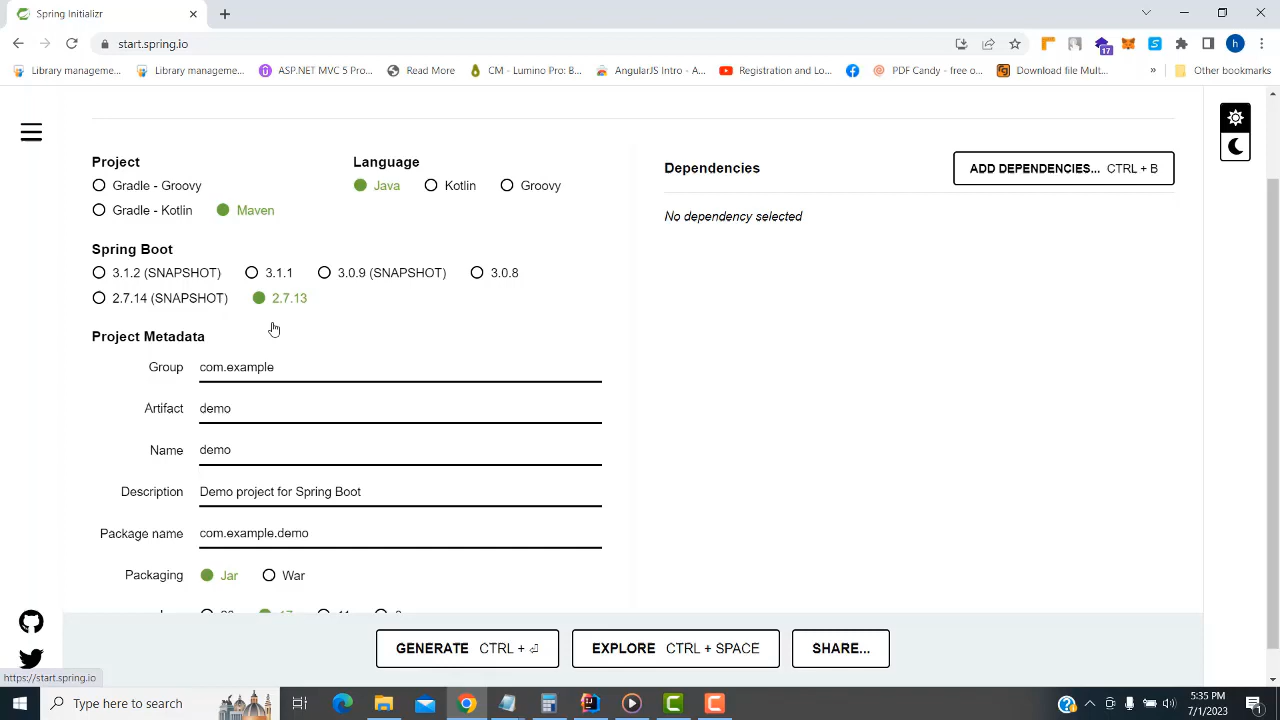 Spring Initializr
start.spring.io
17
h
Library manageme...
Library manageme...
ASP.NET MVC 5 Pro...
Read More
CM - Lumino Pro B...
AngularJS Intro - A...
Registration and Lo...
PDF Candy - free o...
Download file Mult...
»
Other bookmarks
Project
Gradle - Groovy
Gradle - Kotlin
Maven
Language
Java
Kotlin
Groovy
Spring Boot
3.1.2 (SNAPSHOT)
3.1.1
3.0.9 (SNAPSHOT)
3.0.8
2.7.14 (SNAPSHOT)
2.7.13
Project Metadata
Group
com.example
Artifact
demo
Name
demo
Description
Demo project for Spring Boot
Package name
com.example.demo
Packaging
Jar
War
Dependencies
ADD DEPENDENCIES... CTRL + B
No dependency selected
GENERATE CTRL + ⏎
EXPLORE CTRL + SPACE
SHARE...
https://start.spring.io
Type here to search
5:35 PM
7/1/2023